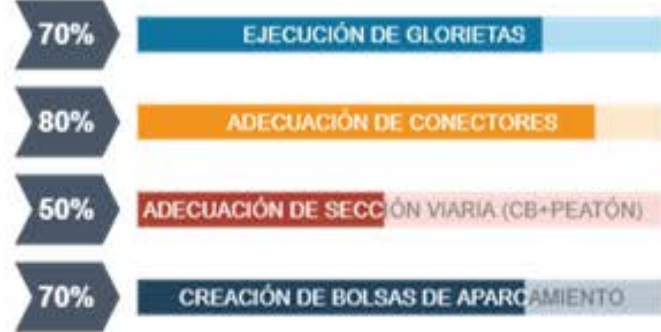 70% EJECUCIÓN DE GLORIETAS
80% ADECUACIÓN DE CONECTORES
50% ADECUACIÓN DE SECCIÓN VIARIA (CB+PEATÓN)
70% CREACIÓN DE BOLSAS DE APARCAMIENTO